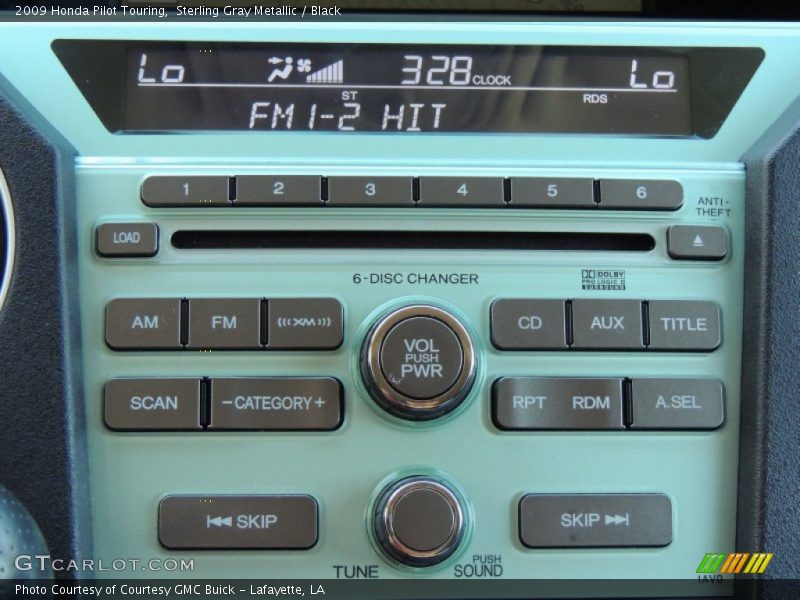 2009 Honda Pilot Touring,  Sterling Gray Metallic / Black
Lo 328 CLOCK Lo
ST RDS
FM1-2 HIT
1 2 3 4 5 6
ANTI-
THEFT
LOAD
6-DISC CHANGER
DOLBY
PRO LOGIC II
SURROUND
AM FM ((XM)) CD AUX TITLE
VOL
PUSH
PWR
SCAN -CATEGORY+ RPT RDM A.SEL
SKIP SKIP
TUNE PUSH
SOUND
GTCARLOT.COM 1AV0
Photo Courtesy of Courtesy GMC Buick - Lafayette, LA